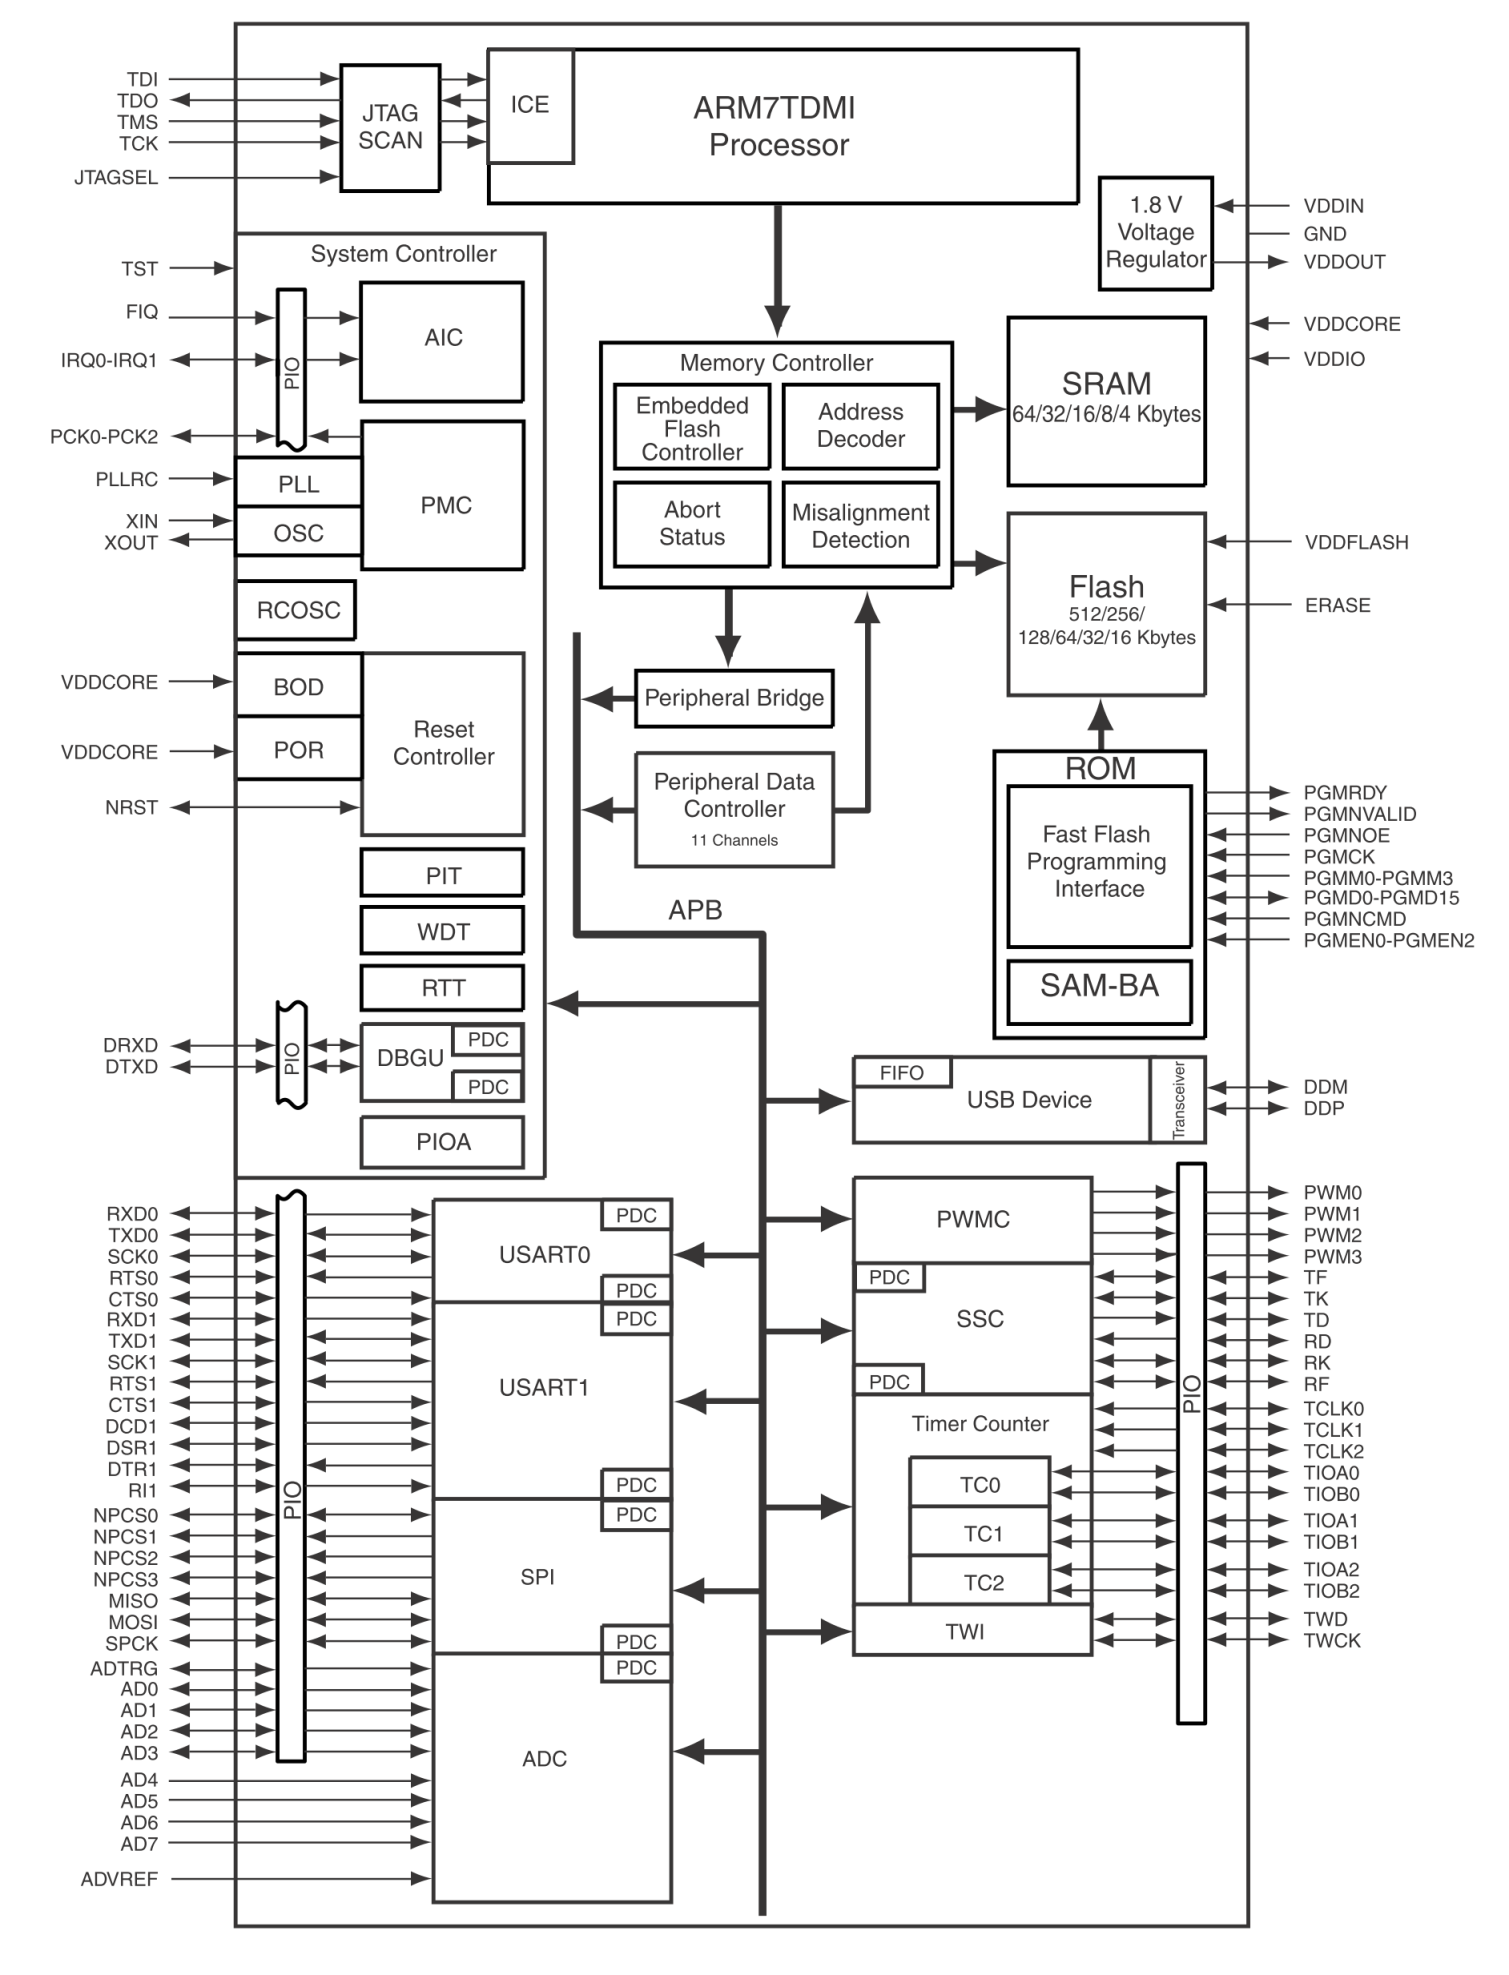 TDI
TDO
TMS
TCK
JTAGSEL
JTAG
SCAN
ICE
ARM7TDMI
Processor
1.8 V
Voltage
Regulator
VDDIN
GND
VDDOUT
VDDCORE
VDDIO
System Controller
TST
FIQ
IRQ0-IRQ1
PIO
AIC
PCK0-PCK2
PLLRC
XIN
XOUT
PLL
OSC
PMC
RCOSC
VDDCORE
VDDCORE
NRST
BOD
POR
Reset
Controller
PIT
WDT
RTT
DRXD
DTXD
PIO
DBGU
PDC
PDC
PIOA
Memory Controller
Embedded
Flash
Controller
Address
Decoder
Abort
Status
Misalignment
Detection
SRAM
64/32/16/8/4 Kbytes
Flash
512/256/
128/64/32/16 Kbytes
VDDFLASH
ERASE
Peripheral Bridge
Peripheral Data
Controller
11 Channels
APB
ROM
Fast Flash
Programming
Interface
SAM-BA
PGMRDY
PGMNVALID
PGMNOE
PGMCK
PGMM0-PGMM3
PGMD0-PGMD15
PGMNCMD
PGMEN0-PGMEN2
FIFO
USB Device
Transceiver
DDM
DDP
RXD0
TXD0
SCK0
RTS0
CTS0
RXD1
TXD1
SCK1
RTS1
CTS1
DCD1
DSR1
DTR1
RI1
NPCS0
NPCS1
NPCS2
NPCS3
MISO
MOSI
SPCK
ADTRG
AD0
AD1
AD2
AD3
AD4
AD5
AD6
AD7
ADVREF
PIO
PDC
USART0
PDC
PDC
USART1
PDC
PDC
SPI
PDC
PDC
ADC
PWMC
PDC
SSC
PDC
Timer Counter
TC0
TC1
TC2
TWI
PIO
PWM0
PWM1
PWM2
PWM3
TF
TK
TD
RD
RK
RF
TCLK0
TCLK1
TCLK2
TIOA0
TIOB0
TIOA1
TIOB1
TIOA2
TIOB2
TWD
TWCK